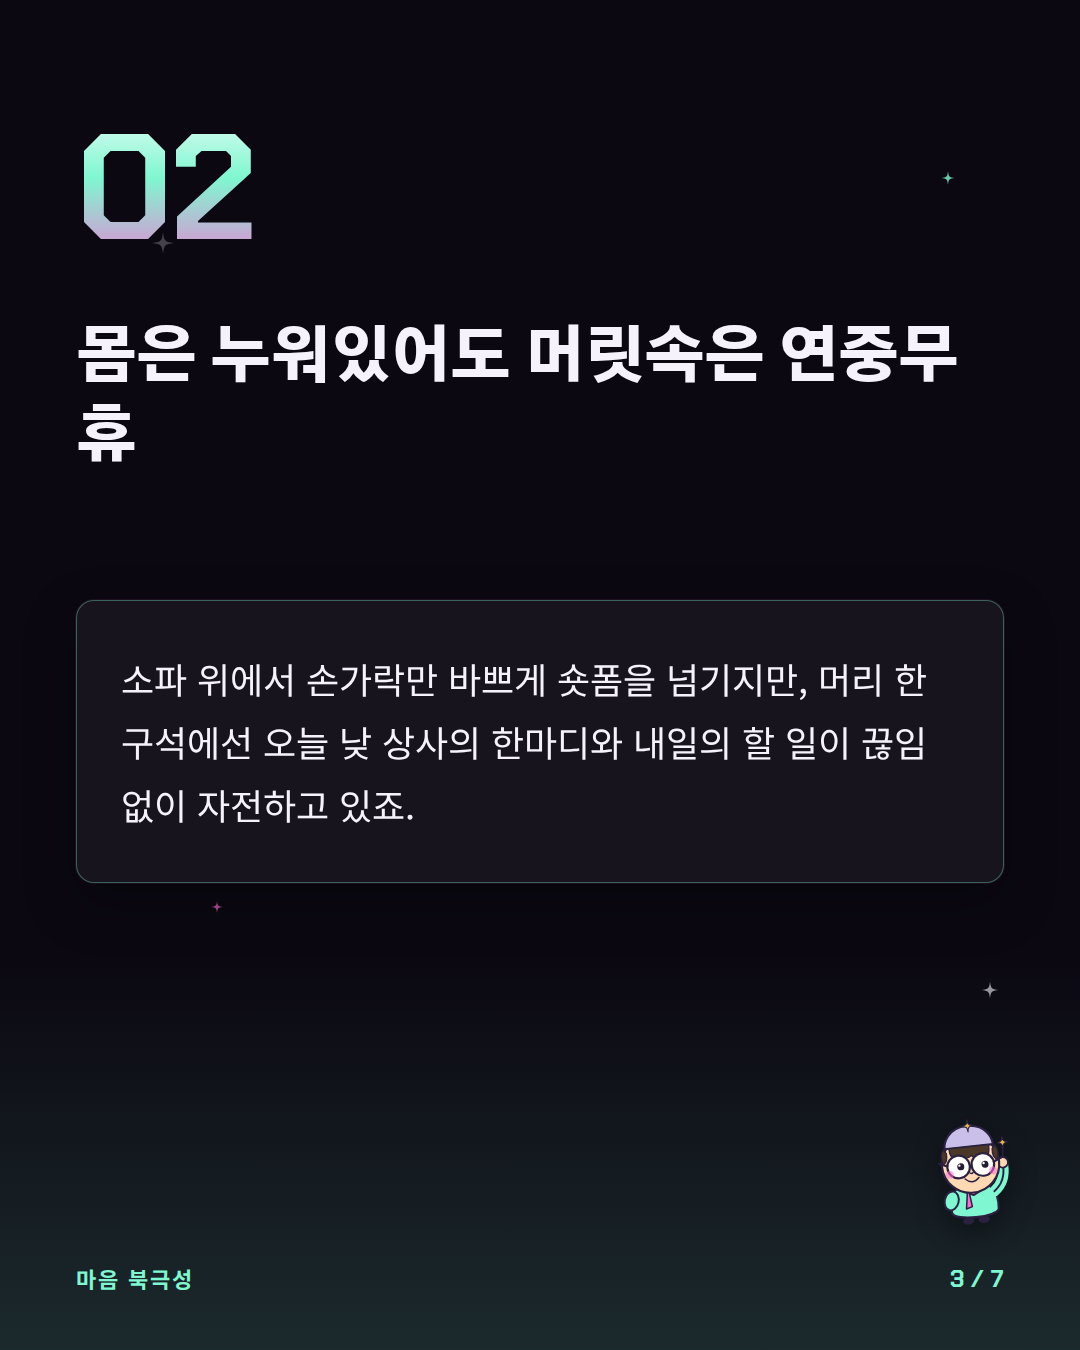 02
몸은 누워있어도 머릿속은 연중무
휴
소파 위에서 손가락만 바쁘게 숏폼을 넘기지만, 머리 한
구석에선 오늘 낮 상사의 한마디와 내일의 할 일이 끊임
없이 자전하고 있죠.
마음 북극성
3 / 7